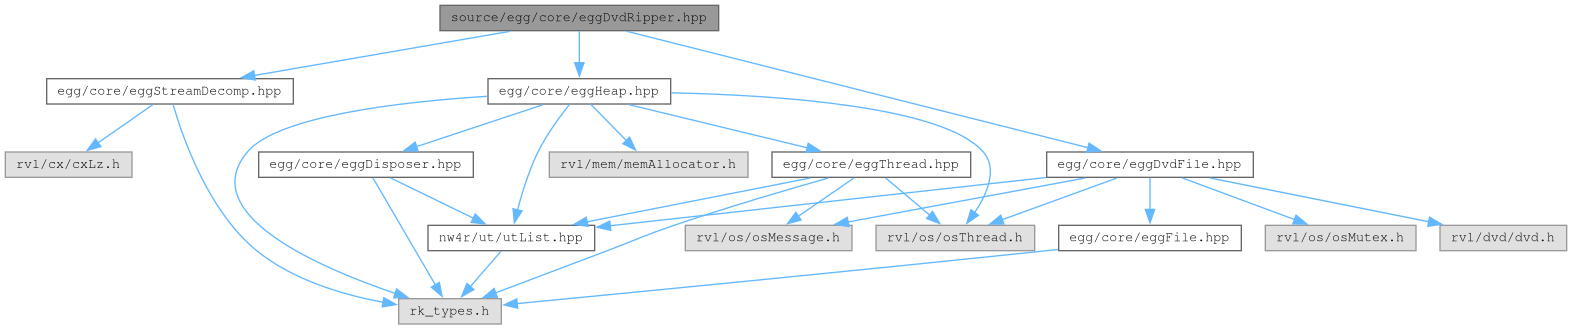 source/egg/core/eggDvdRipper.hpp
egg/core/eggStreamDecomp.hpp
egg/core/eggHeap.hpp
rvl/cx/cxLz.h
egg/core/eggDisposer.hpp
rvl/mem/memAllocator.h
egg/core/eggThread.hpp
egg/core/eggDvdFile.hpp
nw4r/ut/utList.hpp
rvl/os/osMessage.h
rvl/os/osThread.h
egg/core/eggFile.hpp
rvl/os/osMutex.h
rvl/dvd/dvd.h
rk_types.h